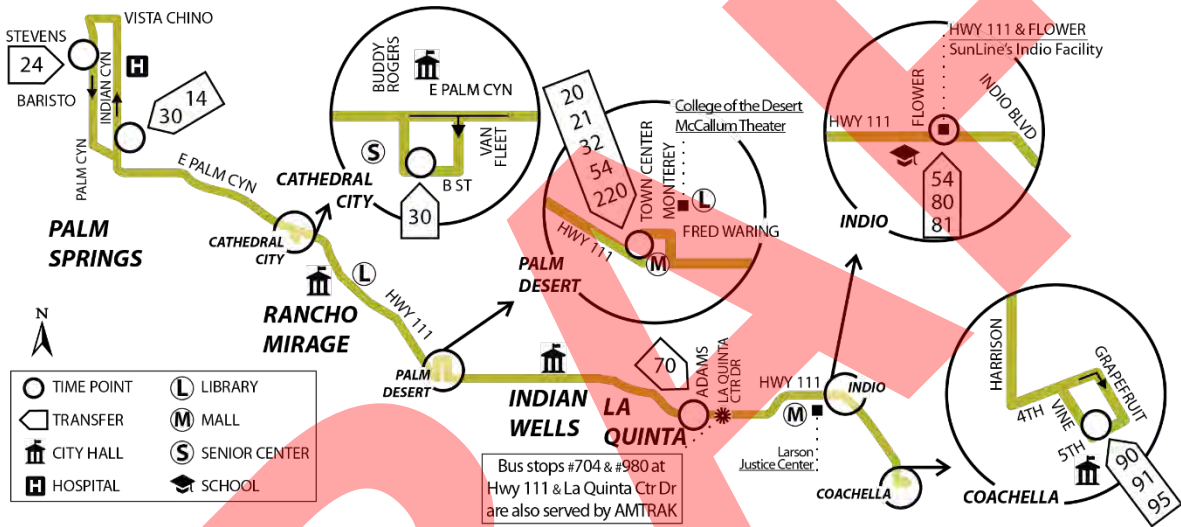 VISTA CHINO
STEVENS
24
BARISTO
INDIAN CYN
H
14
30
PALM CYN
E PALM CYN
PALM
SPRINGS
CATHEDRAL
CITY
BUDDY
ROGERS
E PALM CYN
VAN
FLEET
S
B ST
CATHEDRAL
CITY
30
L
RANCHO
MIRAGE
HWY 111
PALM
DESERT
20
21
32
54
220
College of the Desert
McCallum Theater
TOWN CENTER
MONTEREY
L
FRED WARING
HWY 111
M
PALM
DESERT
INDIAN
WELLS
70
ADAMS
LA QUINTA
CTR DR
LA
QUINTA
HWY 111
M
Larson
Justice Center
INDIO
COACHELLA
Bus stops #704 & #980 at
Hwy 111 & La Quinta Ctr Dr
are also served by AMTRAK
HWY 111 & FLOWER
SunLine's Indio Facility
FLOWER
HWY 111
INDIO BLVD
54
80
81
INDIO
HARRISON
GRAPEFRUIT
4TH
VINE
5TH
90
91
95
COACHELLA
N
TIME POINT
L LIBRARY
TRANSFER
M MALL
CITY HALL
S SENIOR CENTER
H HOSPITAL
SCHOOL